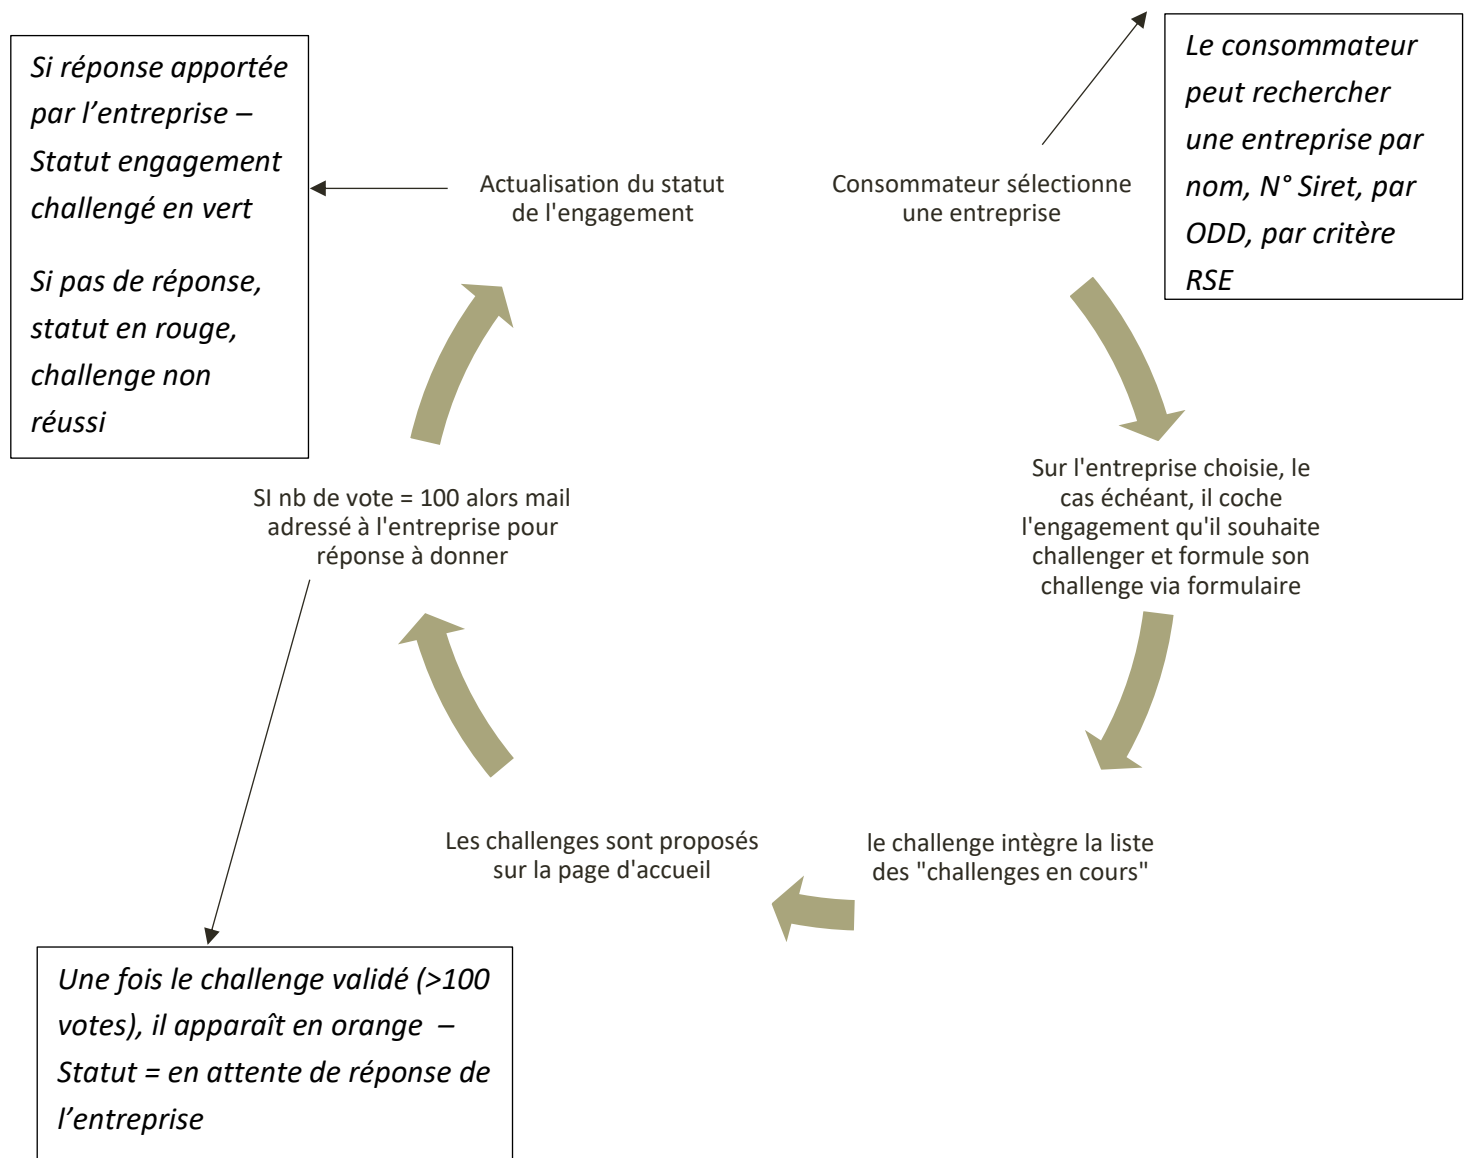 Si réponse apportée
par l’entreprise –
Statut engagement
challengé en vert
Si pas de réponse,
statut en rouge,
challenge non
réussi
Actualisation du statut
de l'engagement
Consommateur sélectionne
une entreprise
Le consommateur
peut rechercher
une entreprise par
nom, N° Siret, par
ODD, par critère
RSE
Sur l'entreprise choisie, le
cas échéant, il coche
l'engagement qu'il souhaite
challenger et formule son
challenge via formulaire
SI nb de vote = 100 alors mail
adressé à l'entreprise pour
réponse à donner
Les challenges sont proposés
sur la page d'accueil
le challenge intègre la liste
des "challenges en cours"
Une fois le challenge validé (>100
votes), il apparaît en orange –
Statut = en attente de réponse de
l’entreprise